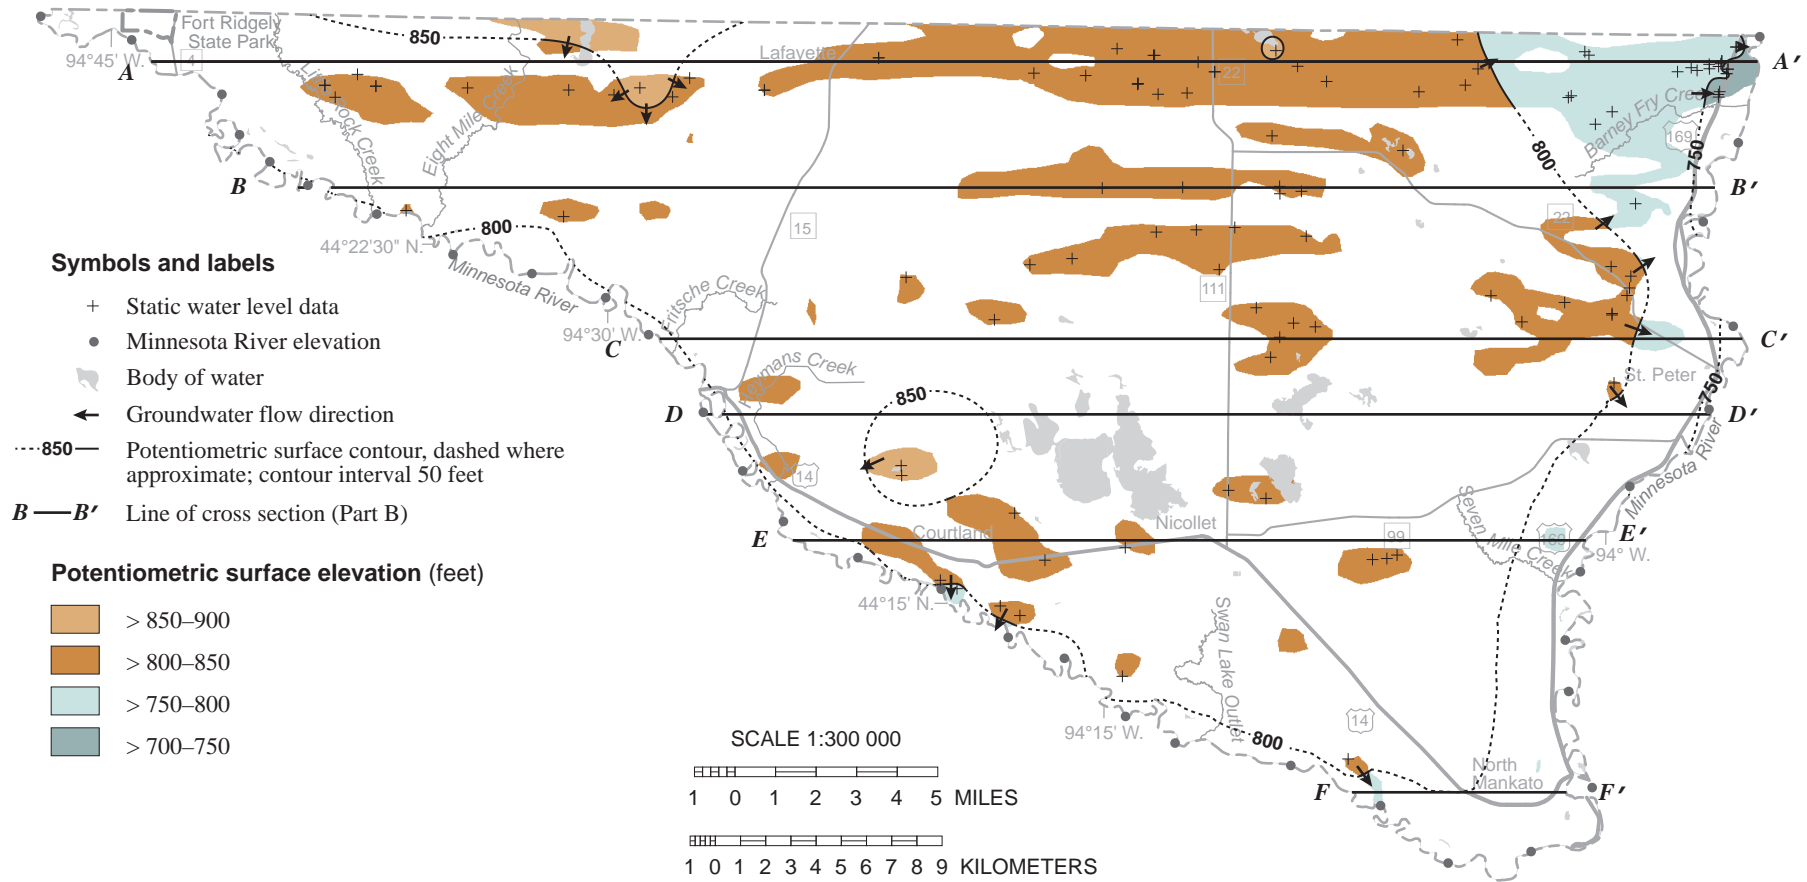 Fort Ridgely
State Park
94°45' W.
4
A
850
Lafayette
22
A'
Little Rock Creek
Eight Mile Creek
Barney Fry Creek
169
800
750
B
B'
15
22
44°22'30" N.
800
Minnesota River
111
Symbols and labels
Static water level data
Minnesota River elevation
Body of water
Groundwater flow direction
850
Potentiometric surface contour, dashed where
approximate; contour interval 50 feet
B B' Line of cross section (Part B)
Potentiometric surface elevation (feet)
> 850–900
> 800–850
> 750–800
> 700–750
Fritsche Creek
94°30' W.
C
C'
Heymans Creek
850
St. Peter
750
D
D'
14
Minnesota River
Seven Mile Creek
Courtland
Nicollet
E
99
169
E'
94° W.
44°15' N.
Swan Lake Outlet
94°15' W.
14
800
North
Mankato
F
F'
SCALE 1:300 000
1 0 1 2 3 4 5 MILES
1 0 1 2 3 4 5 6 7 8 9 KILOMETERS